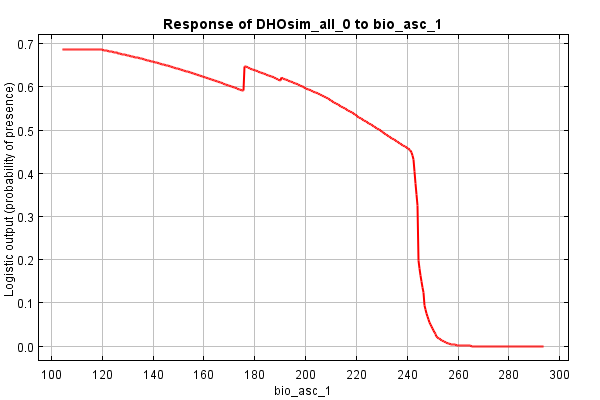 Response of DHOsim_all_0 to bio_asc_1
Logistic output (probability of presence)
0.7
0.6
0.5
0.4
0.3
0.2
0.1
0.0
100 120 140 160 180 200 220 240 260 280 300
bio_asc_1